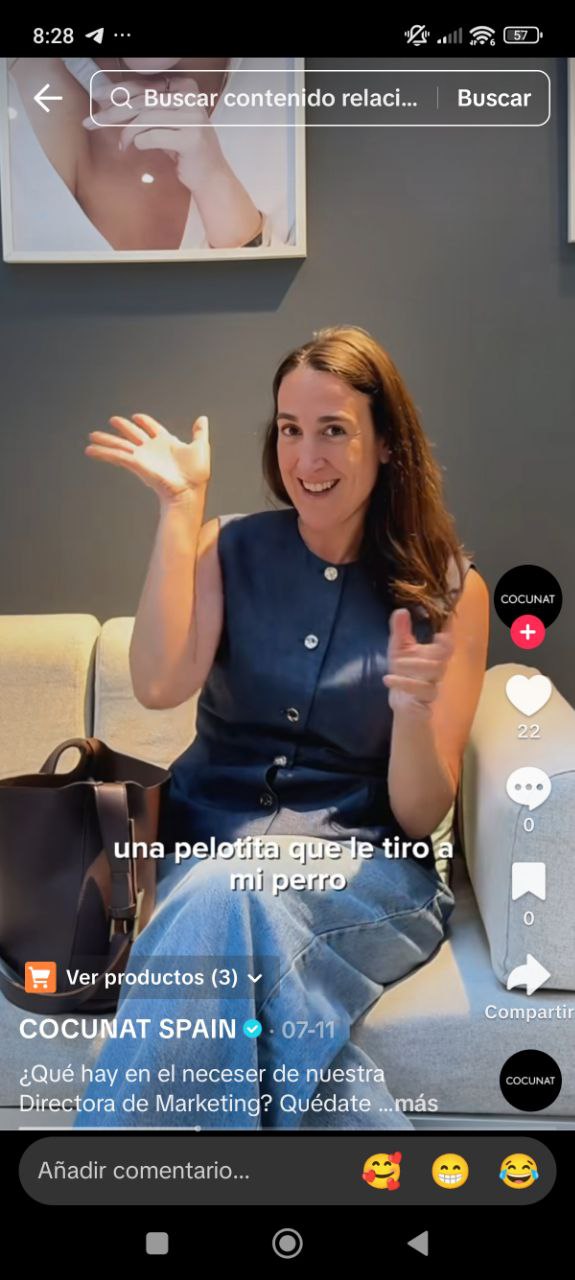 8:28
57
Buscar contenido relaci... Buscar
COCUNAT
22
0
una pelotita que le tiro a
mi perro
0
Ver productos (3)
Compartir
COCUNAT SPAIN · 07-11
COCUNAT
¿Qué hay en el neceser de nuestra
Directora de Marketing? Quédate ...más
Añadir comentario...